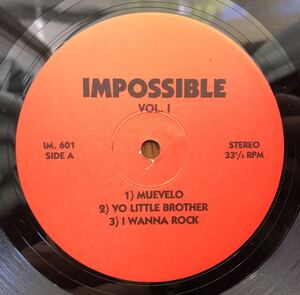 IMPOSSIBLE
VOL. I
IM. 601
SIDE A
STEREO
33⅓ RPM
1) MUEVELO
2) YO LITTLE BROTHER
3) I WANNA ROCK